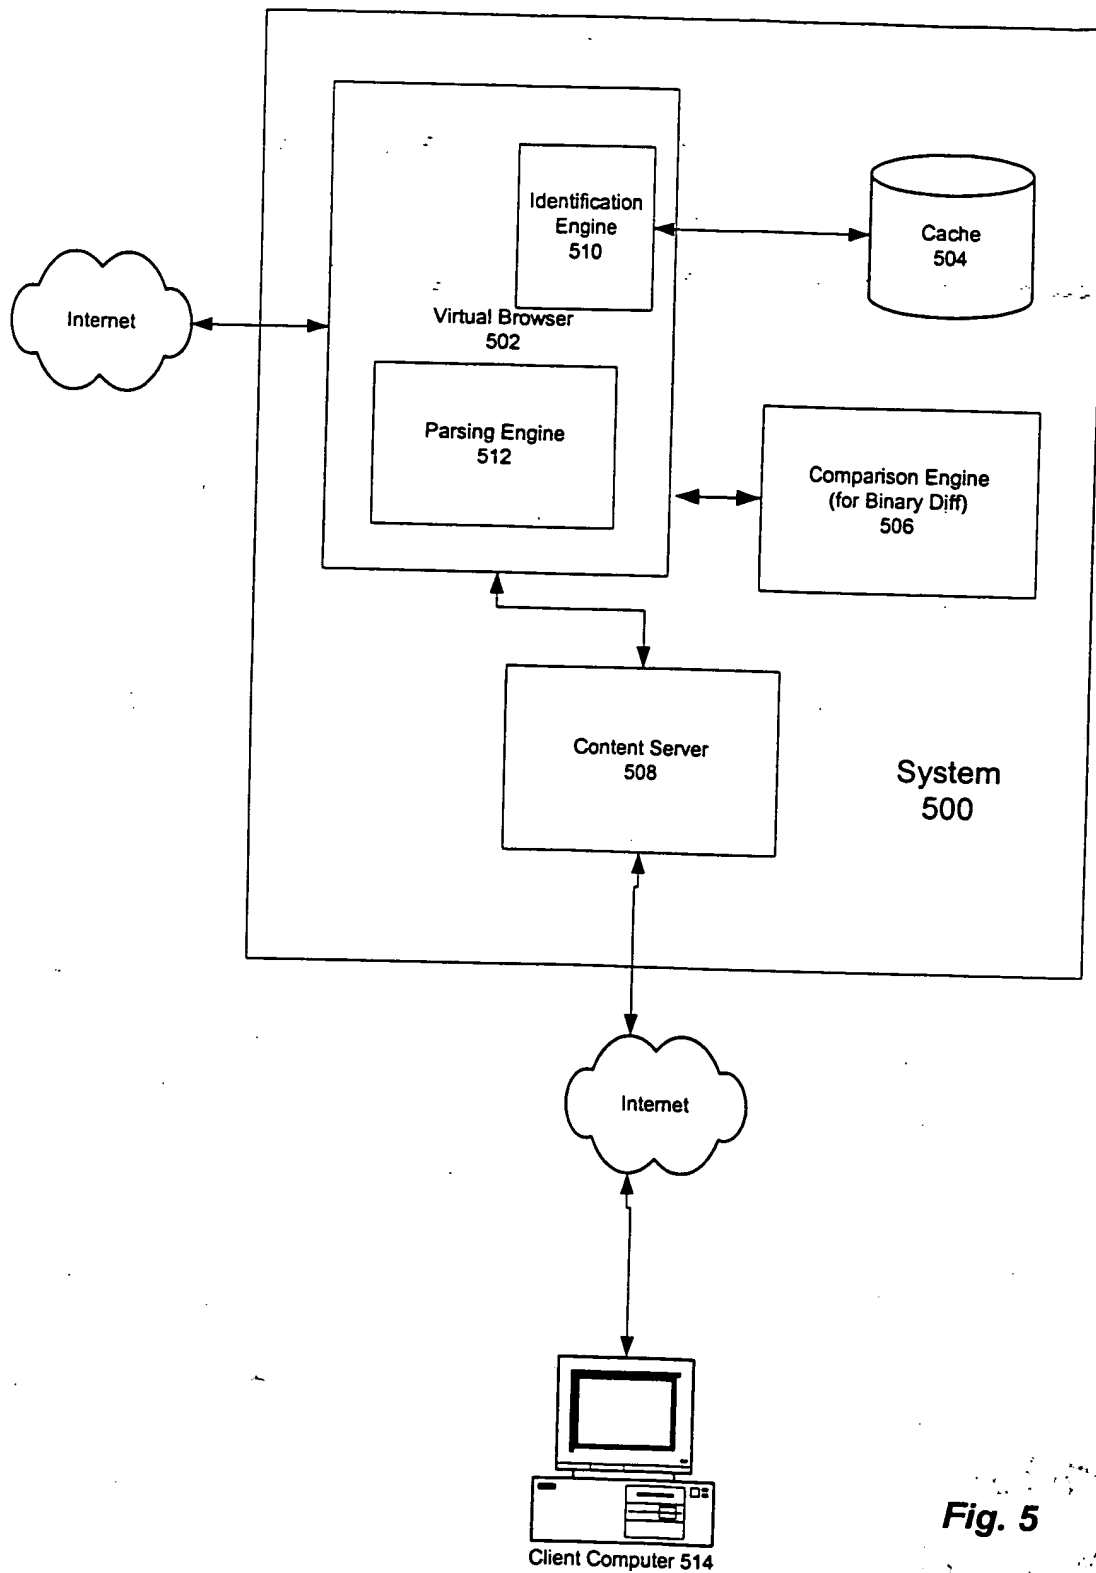 Identification
Engine
510
Cache
504
Internet
Virtual Browser
502
Parsing Engine
512
Comparison Engine
(for Binary Diff)
506
Content Server
508
System
500
Internet
Client Computer 514
Fig. 5